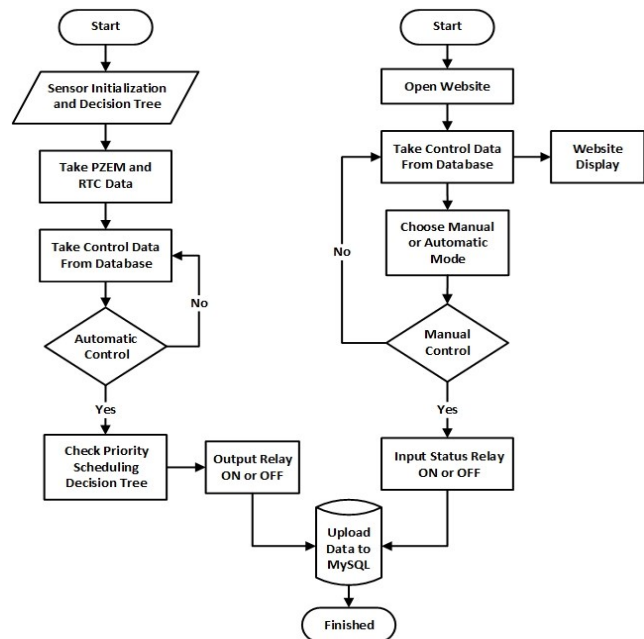 Start
Sensor Initialization
and Decision Tree
Take PZEM and
RTC Data
Take Control Data
From Database
No
Automatic
Control
Yes
Check Priority
Scheduling
Decision Tree
Output Relay
ON or OFF
Start
Open Website
Take Control Data
From Database
Website
Display
Choose Manual
or Automatic
Mode
No
Manual
Control
Yes
Input Status Relay
ON or OFF
Upload
Data to
MySQL
Finished